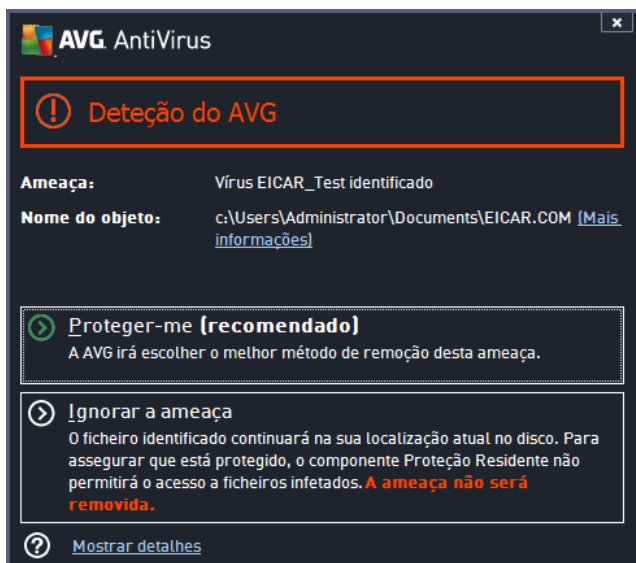 AVG. AntiVirus
Deteção do AVG
Ameaça: Vírus EICAR_Test identificado
Nome do objeto: c:\Users\Administrator\Documents\EICAR.COM (Mais
informações)
Proteger-me (recomendado)
A AVG irá escolher o melhor método de remoção desta ameaça.
Ignorar a ameaça
O ficheiro identificado continuará na sua localização atual no disco. Para
assegurar que está protegido, o componente Proteção Residente não
permitirá o acesso a ficheiros infetados. A ameaça não será
removida.
Mostrar detalhes